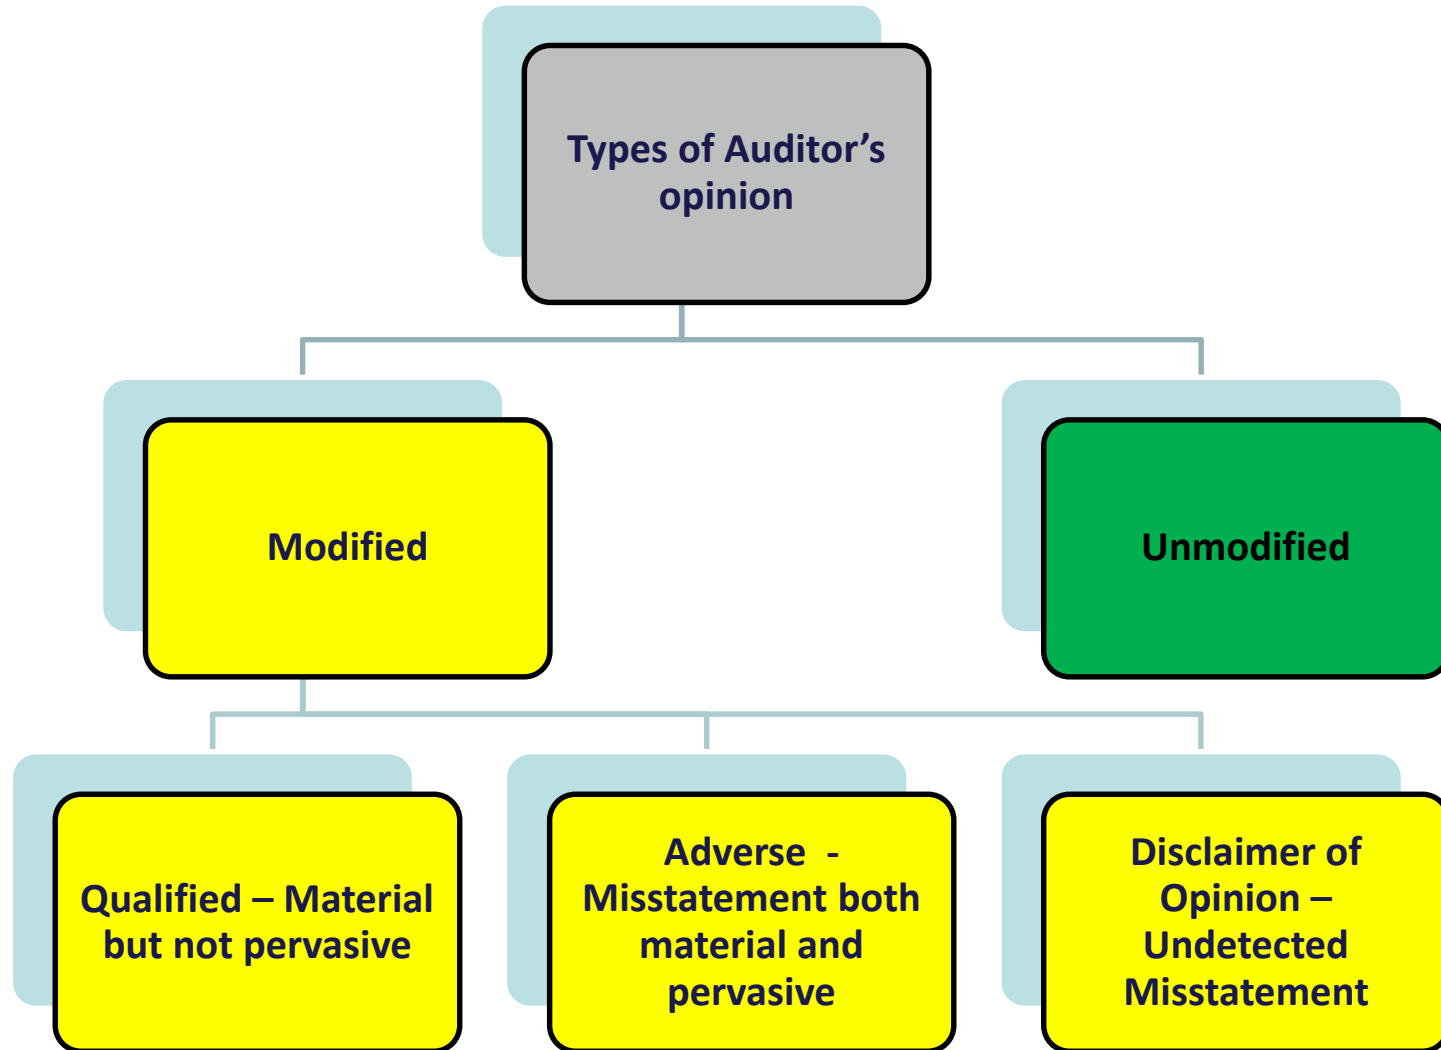 Types of Auditor’s
opinion
Modified
Unmodified
Qualified – Material
but not pervasive
Adverse  -
Misstatement both
material and
pervasive
Disclaimer of
Opinion –
Undetected
Misstatement